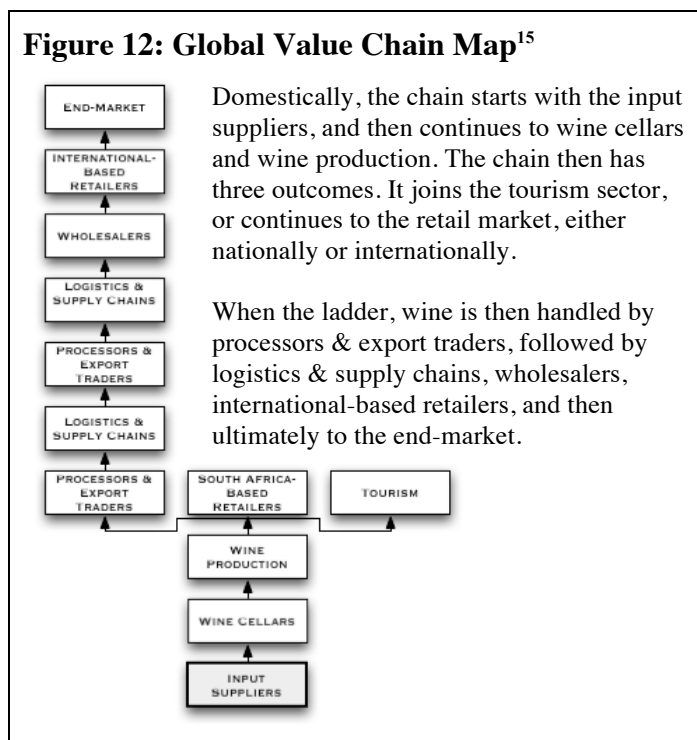 Figure 12: Global Value Chain Map15
END-MARKET
INTERNATIONAL-
BASED
RETAILERS
WHOLESALERS
LOGISTICS &
SUPPLY CHAINS
PROCESSORS &
EXPORT
TRADERS
LOGISTICS &
SUPPLY CHAINS
PROCESSORS &
EXPORT
TRADERS
Domestically, the chain starts with the input
suppliers, and then continues to wine cellars
and wine production. The chain then has
three outcomes. It joins the tourism sector,
or continues to the retail market, either
nationally or internationally.
When the ladder, wine is then handled by
processors & export traders, followed by
logistics & supply chains, wholesalers,
international-based retailers, and then
ultimately to the end-market.
SOUTH AFRICA-
BASED
RETAILERS
TOURISM
WINE
PRODUCTION
WINE CELLARS
INPUT
SUPPLIERS